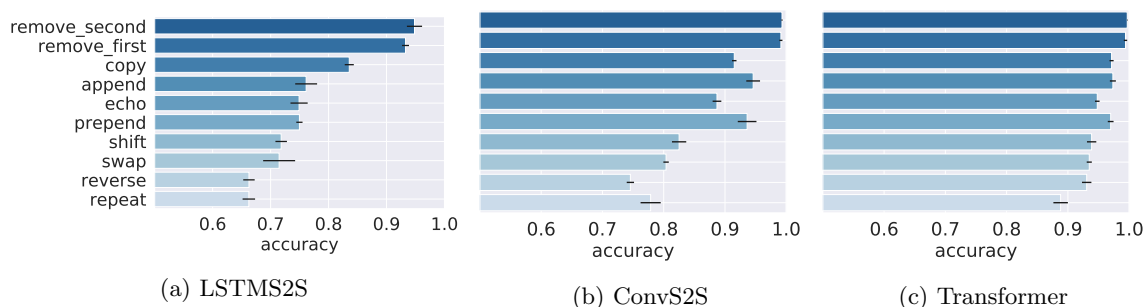 remove_second
remove_first
copy
append
echo
prepend
shift
swap
reverse
repeat
0.6 0.7 0.8 0.9 1.0
accuracy
(a) LSTMS2S
0.6 0.7 0.8 0.9 1.0
accuracy
(b) ConvS2S
0.6 0.7 0.8 0.9 1.0
accuracy
(c) Transformer